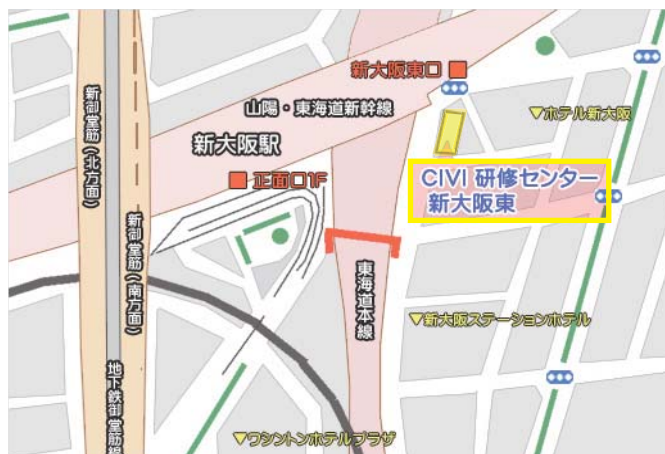 新大阪東口
山陽・東海道新幹線
新大阪駅
正面口1F
▽ホテル新大阪
CIVI 研修センター
新大阪東
新御堂筋(北方面)
新御堂筋(南方面)
東海道本線
▽新大阪ステーションホテル
地下鉄御堂筋線
▽ワシントンホテルプラザ